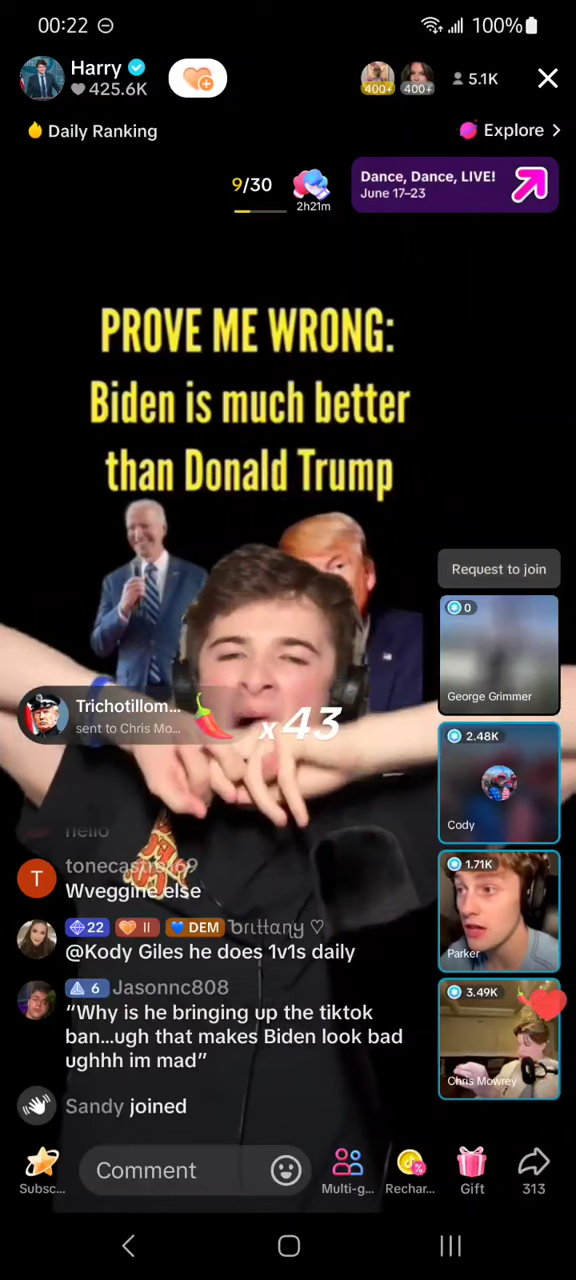 00:22
100%
Harry
425.6K
400+
400+
5.1K
Daily Ranking
Explore >
9/30
2h21m
Dance, Dance, LIVE!
June 17–23
PROVE ME WRONG:
Biden is much better
than Donald Trump
Request to join
0
George Grimmer
2.48K
Cody
1.71K
Parker
3.49K
Chris Mowrey
Trichotillom...
sent to Chris Mo...
x43
hello
T
tonecastro169
Wveggine else
22
II
DEM
Ⴆɾιƚƚαɳყ ♡
@Kody Giles he does 1v1s daily
6
Jasonnc808
“Why is he bringing up the tiktok
ban...ugh that makes Biden look bad
ughhh im mad”
Sandy joined
Comment
Subsc...
Multi-g...
Rechar...
Gift
313